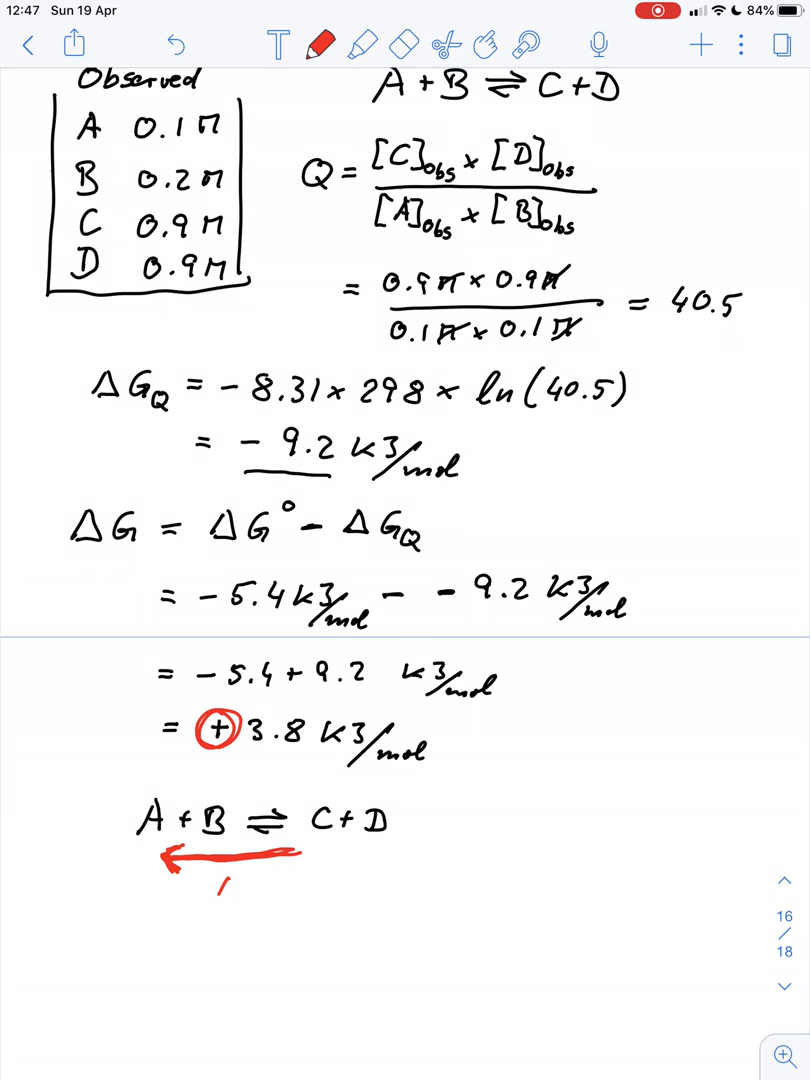 12:47 Sun 19 Apr 84%
T
Observed
A 0.1M
B 0.2M
C 0.9M
D 0.9M
A + B ⇌ C + D
Q = [C]obs × [D]obs / [A]obs × [B]obs
= 0.9M × 0.9M / 0.1M × 0.1M = 40.5
ΔG_Q = - 8.31 × 298 × ln(40.5)
= - 9.2 kJ/mol
ΔG = ΔG° - ΔG_Q
= - 5.4 kJ/mol - - 9.2 kJ/mol
= - 5.4 + 9.2 kJ/mol
= + 3.8 kJ/mol
A + B ⇌ C + D
16
/
18